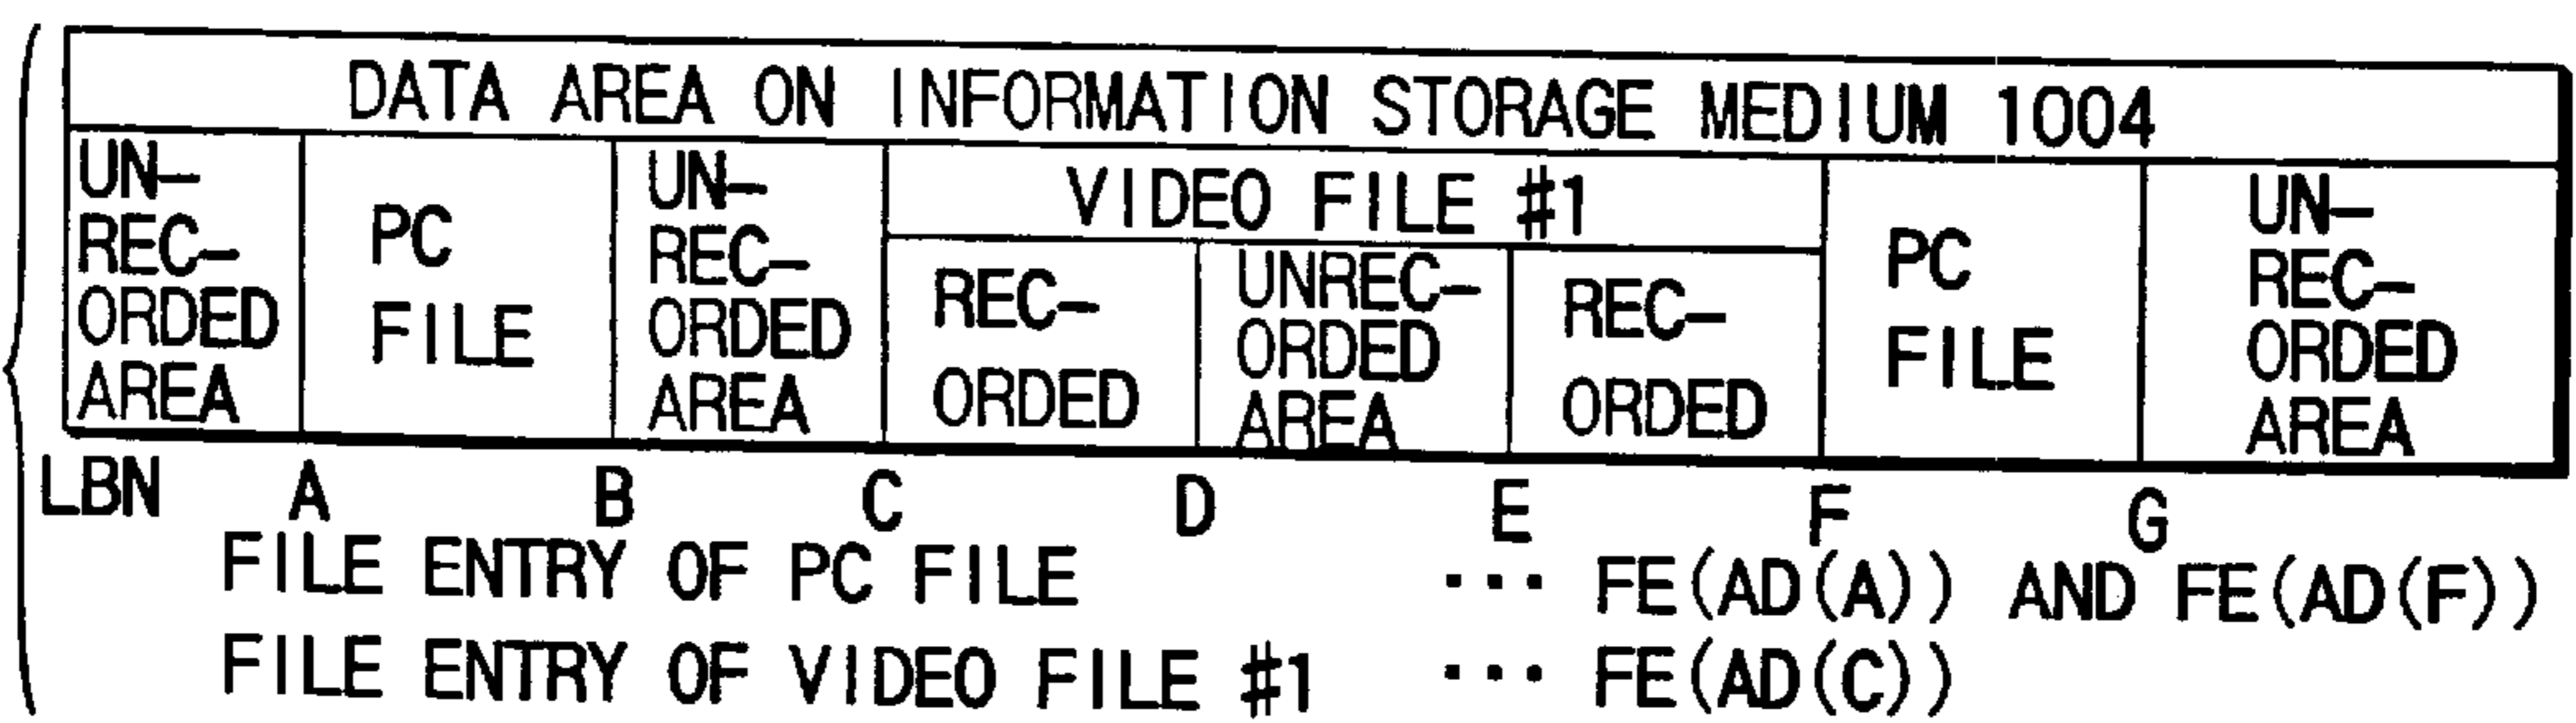 DATA AREA ON INFORMATION STORAGE MEDIUM 1004
UN-
REC-
ORDED
AREA
PC
FILE
UN-
REC-
ORDED
AREA
VIDEO FILE #1
REC-
ORDED
UNREC-
ORDED
AREA
REC-
ORDED
PC
FILE
UN-
REC-
ORDED
AREA
LBN A B C D E F G
FILE ENTRY OF PC FILE ... FE(AD(A)) AND FE(AD(F))
FILE ENTRY OF VIDEO FILE #1 ... FE(AD(C))